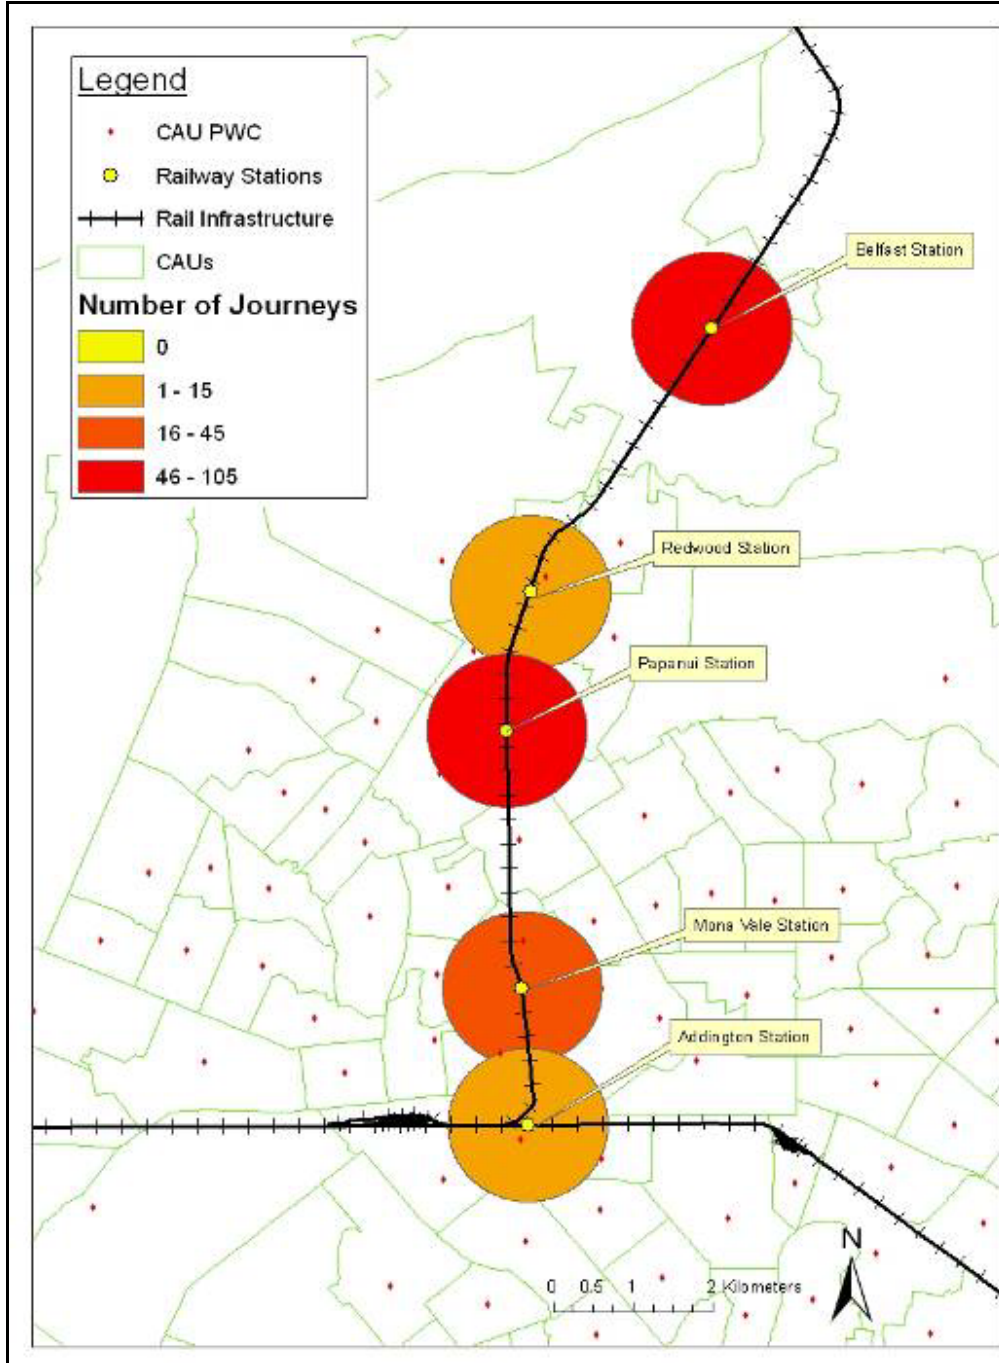 Legend
CAU PWC
Railway Stations
Rail Infrastructure
CAUs
Number of Journeys
0
1 - 15
16 - 45
46 - 105
Belfast Station
Redwood Station
Papanui Station
Mona Vale Station
Addington Station
N
0 0.5 1 2 Kilometers